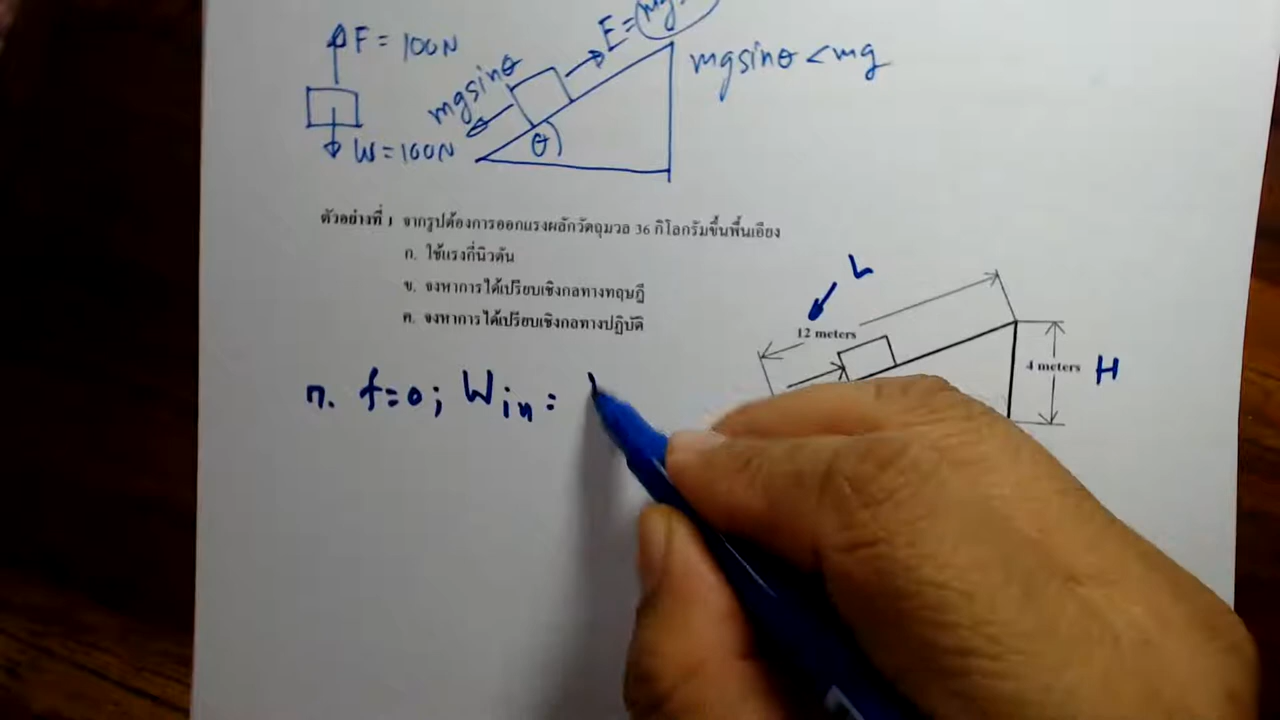 F = 100N
W = 100N
mgsinθ
E =
θ
mgsinθ < mg
ตัวอย่างที่ 1 จากรูปต้องการออกแรงผลักวัตถุมวล 36 กิโลกรัมขึ้นพื้นเอียง
ก. ใช้แรงกี่นิวตัน
ข. จงหาการได้เปรียบเชิงกลทางทฤษฎี
ค. จงหาการได้เปรียบเชิงกลทางปฏิบัติ
L
12 meters
4 meters H
ก. f=0; Win =